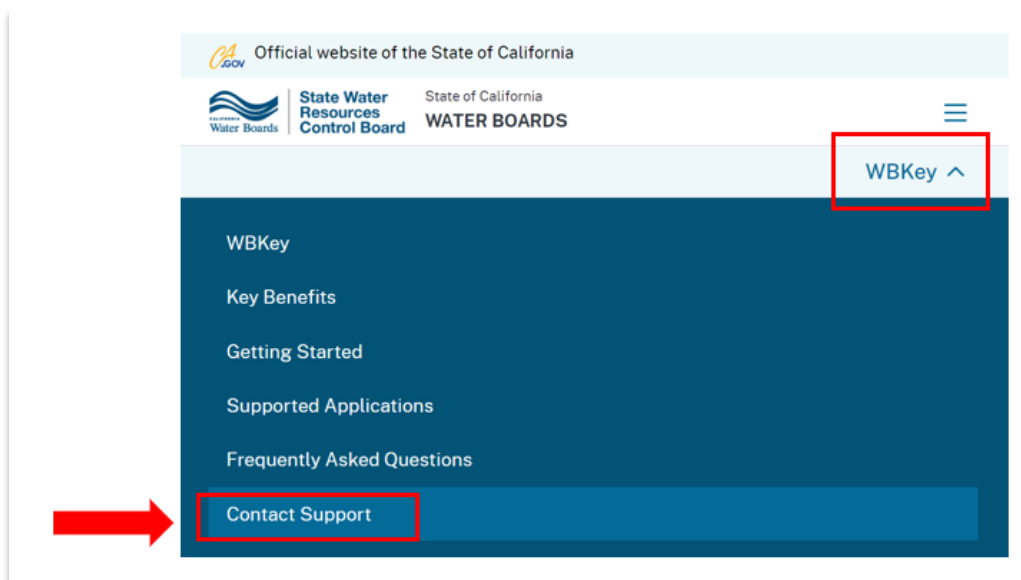 CA.GOV Official website of the State of California
CALIFORNIA
Water Boards
State Water
Resources
Control Board
State of California
WATER BOARDS
WBKey
WBKey
Key Benefits
Getting Started
Supported Applications
Frequently Asked Questions
Contact Support